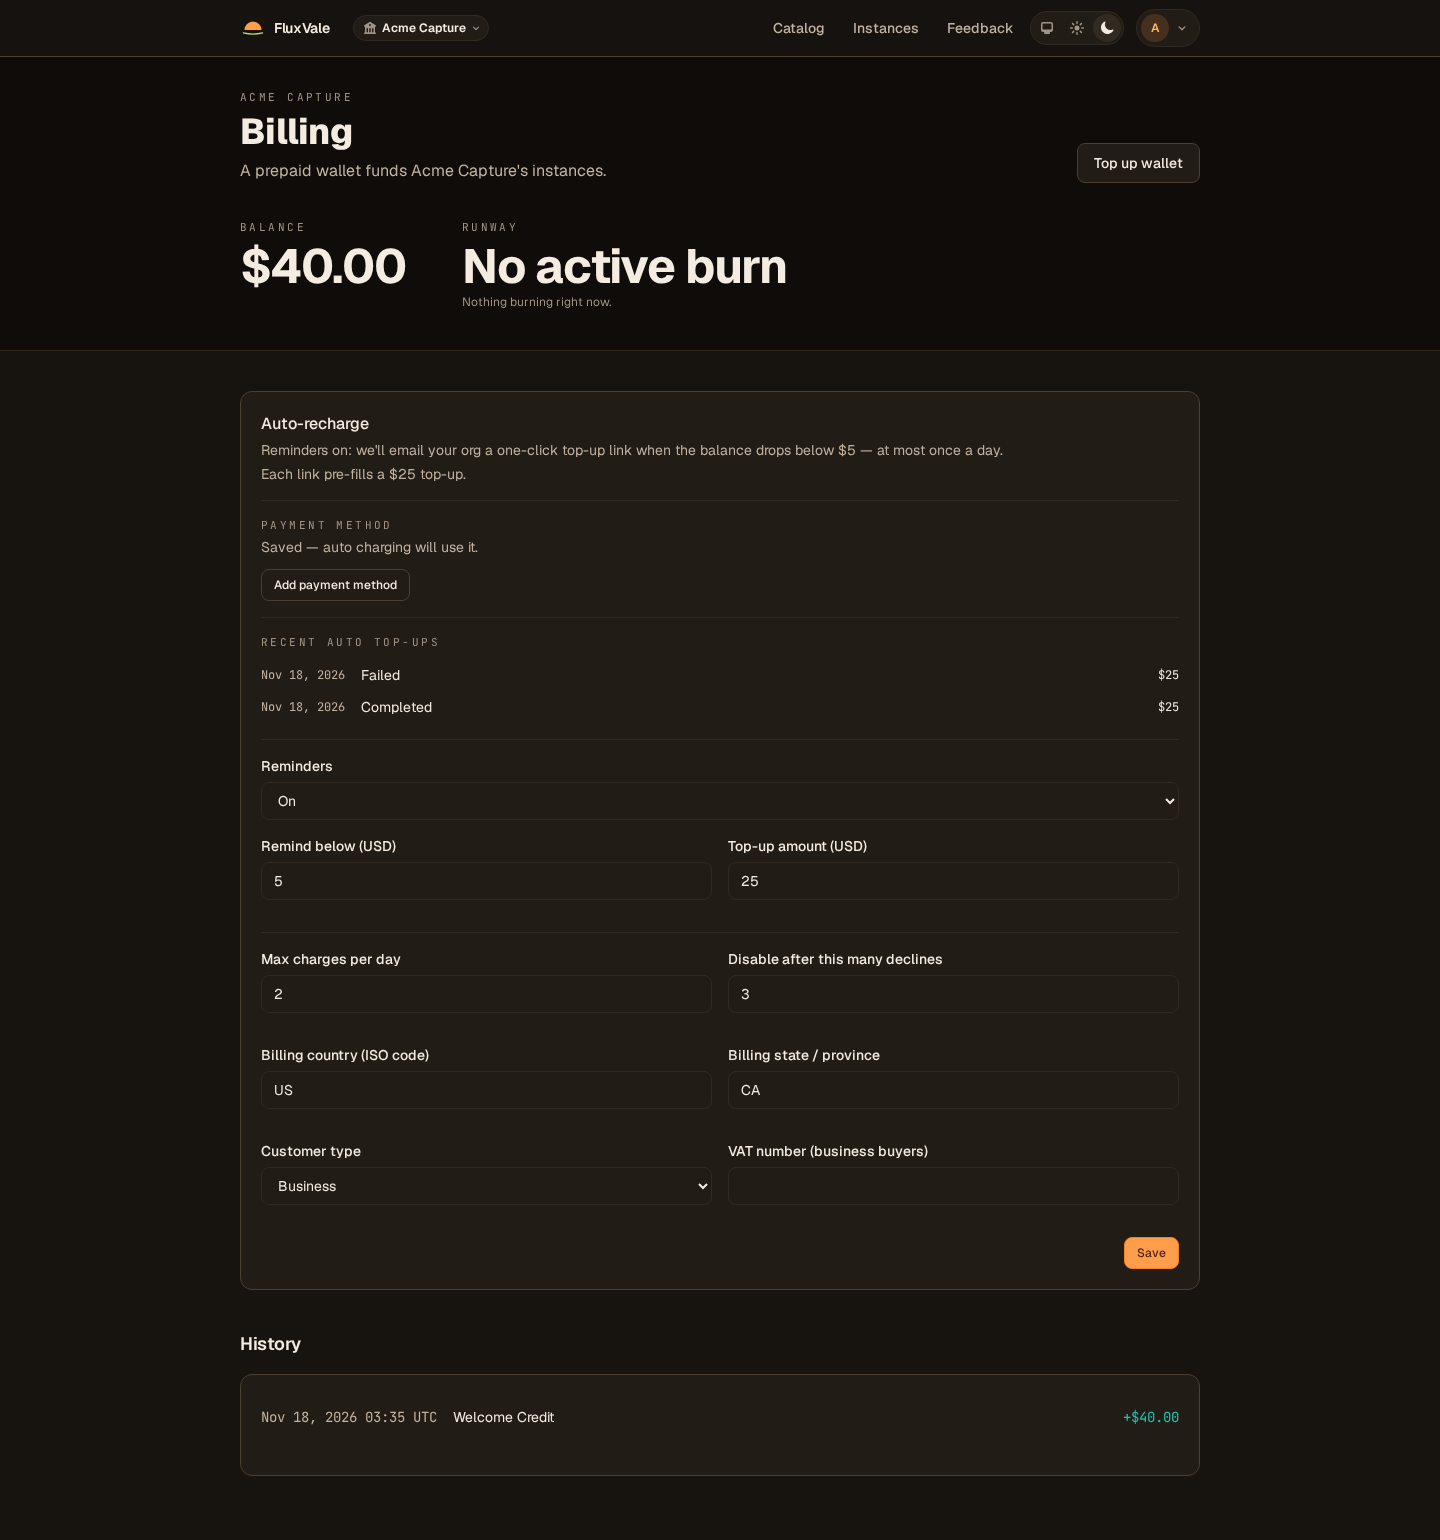 FluxVale
Acme Capture
Catalog
Instances
Feedback
A
ACME CAPTURE
Billing
A prepaid wallet funds Acme Capture's instances.
Top up wallet
BALANCE
$40.00
RUNWAY
No active burn
Nothing burning right now.
Auto-recharge
Reminders on: we'll email your org a one-click top-up link when the balance drops below $5 — at most once a day.
Each link pre-fills a $25 top-up.
PAYMENT METHOD
Saved — auto charging will use it.
Add payment method
RECENT AUTO TOP-UPS
Nov 18, 2026 Failed $25
Nov 18, 2026 Completed $25
Reminders
On
Remind below (USD)
5
Top-up amount (USD)
25
Max charges per day
2
Disable after this many declines
3
Billing country (ISO code)
US
Billing state / province
CA
Customer type
Business
VAT number (business buyers)
Save
History
Nov 18, 2026 03:35 UTC Welcome Credit +$40.00